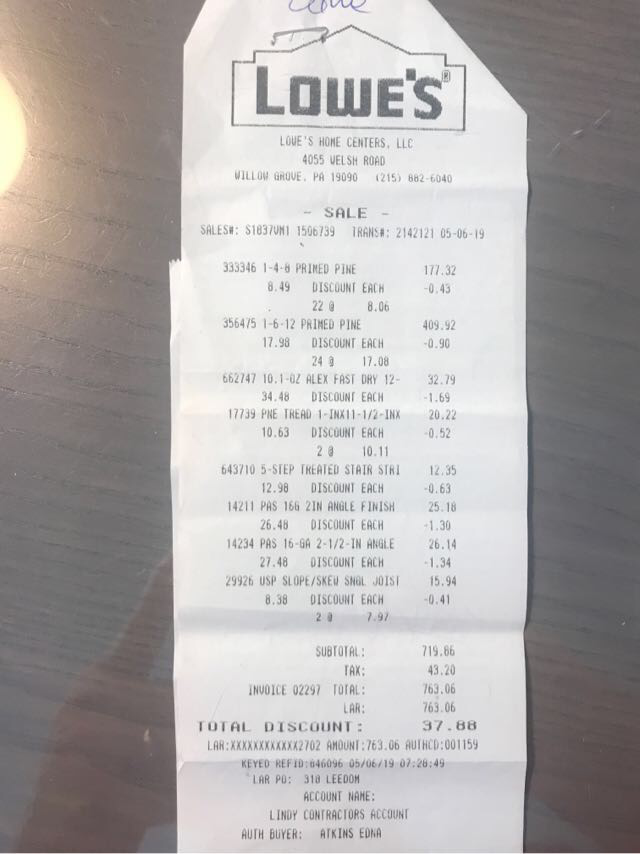 LOWE'S®
LOWE'S HOME CENTERS, LLC
4055 WELSH ROAD
WILLOW GROVE, PA 19090 (215) 882-6040
- SALE -
SALES#: S1837VM1 1506739 TRANS#: 2142121 05-06-19
333346 1-4-8 PRIMED PINE 177.32
8.49 DISCOUNT EACH -0.43
22 @ 8.06
356475 1-6-12 PRIMED PINE 409.92
17.98 DISCOUNT EACH -0.90
24 @ 17.08
662747 10.1-OZ ALEX FAST DRY 12- 32.79
34.48 DISCOUNT EACH -1.69
17739 PNE TREAD 1-INX11-1/2-INX 20.22
10.63 DISCOUNT EACH -0.52
2 @ 10.11
643710 5-STEP TREATED STAIR STRI 12.35
12.98 DISCOUNT EACH -0.63
14211 PAS 16G 2IN ANGLE FINISH 25.18
26.48 DISCOUNT EACH -1.30
14234 PAS 16-GA 2-1/2-IN ANGLE 26.14
27.48 DISCOUNT EACH -1.34
29926 USP SLOPE/SKEW SNGL JOIST 15.94
8.38 DISCOUNT EACH -0.41
2 @ 7.97
SUBTOTAL: 719.86
TAX: 43.20
INVOICE 02297 TOTAL: 763.06
LAR: 763.06
TOTAL DISCOUNT: 37.88
LAR:XXXXXXXXXXXX2702 AMOUNT:763.06 AUTHCD:001159
KEYED REFID:646096 05/06/19 07:28:49
LAR PO: 318 LEEDOM
ACCOUNT NAME:
LINDY CONTRACTORS ACCOUNT
AUTH BUYER: ATKINS EDNA